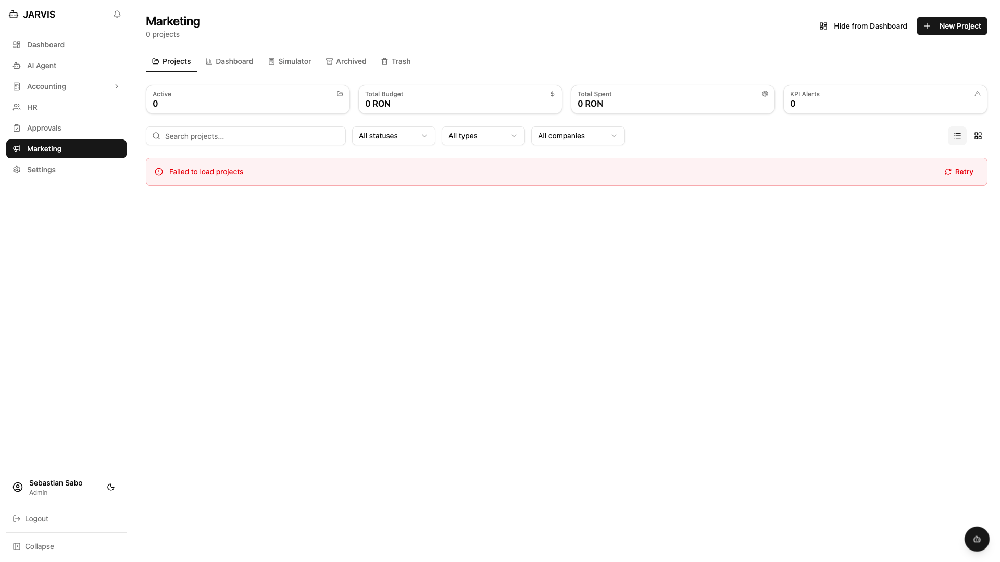 JARVIS
Dashboard
AI Agent
Accounting
HR
Approvals
Marketing
Settings
Sebastian Sabo
Admin
Logout
Collapse
Marketing
0 projects
Hide from Dashboard
New Project
Projects
Dashboard
Simulator
Archived
Trash
Active
0
Total Budget
$
0 RON
Total Spent
0 RON
KPI Alerts
0
Search projects...
All statuses
All types
All companies
Failed to load projects
Retry